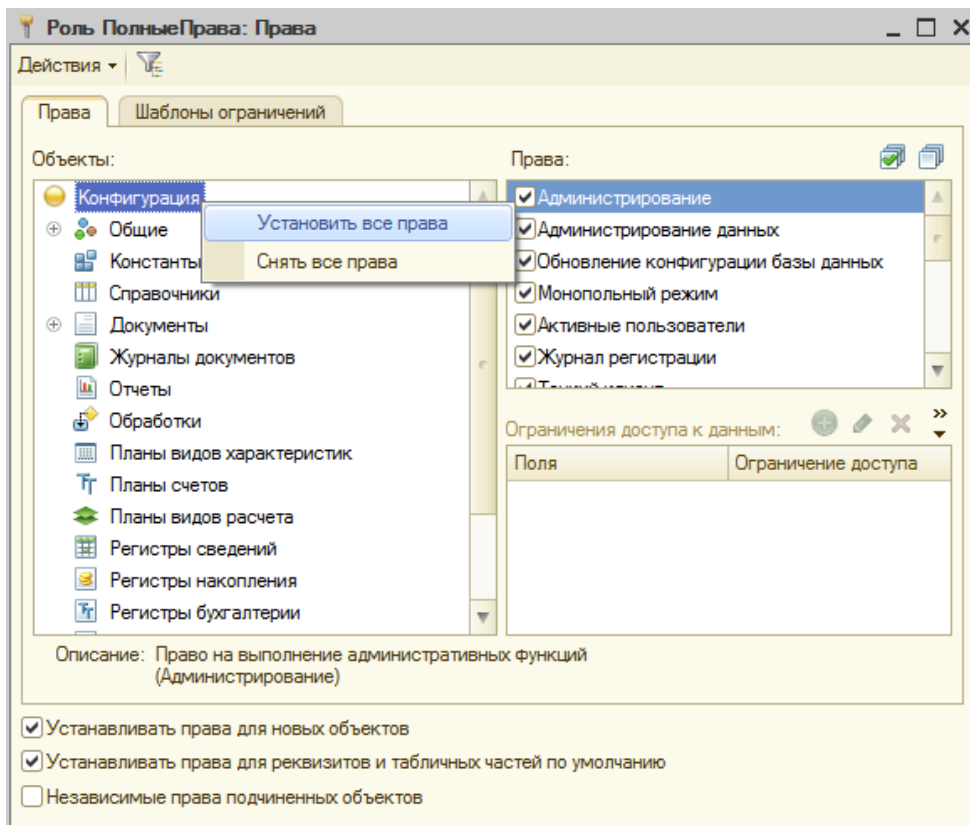 Роль ПолныеПрава: Права
Действия
Права
Шаблоны ограничений
Объекты:
Конфигурация
Общие
Константы
Справочники
Документы
Журналы документов
Отчеты
Обработки
Планы видов характеристик
Планы счетов
Планы видов расчета
Регистры сведений
Регистры накопления
Регистры бухгалтерии
Установить все права
Снять все права
Права:
Администрирование
Администрирование данных
Обновление конфигурации базы данных
Монопольный режим
Активные пользователи
Журнал регистрации
Ограничения доступа к данным:
Поля
Ограничение доступа
Описание: Право на выполнение административных функций
(Администрирование)
Устанавливать права для новых объектов
Устанавливать права для реквизитов и табличных частей по умолчанию
Независимые права подчиненных объектов